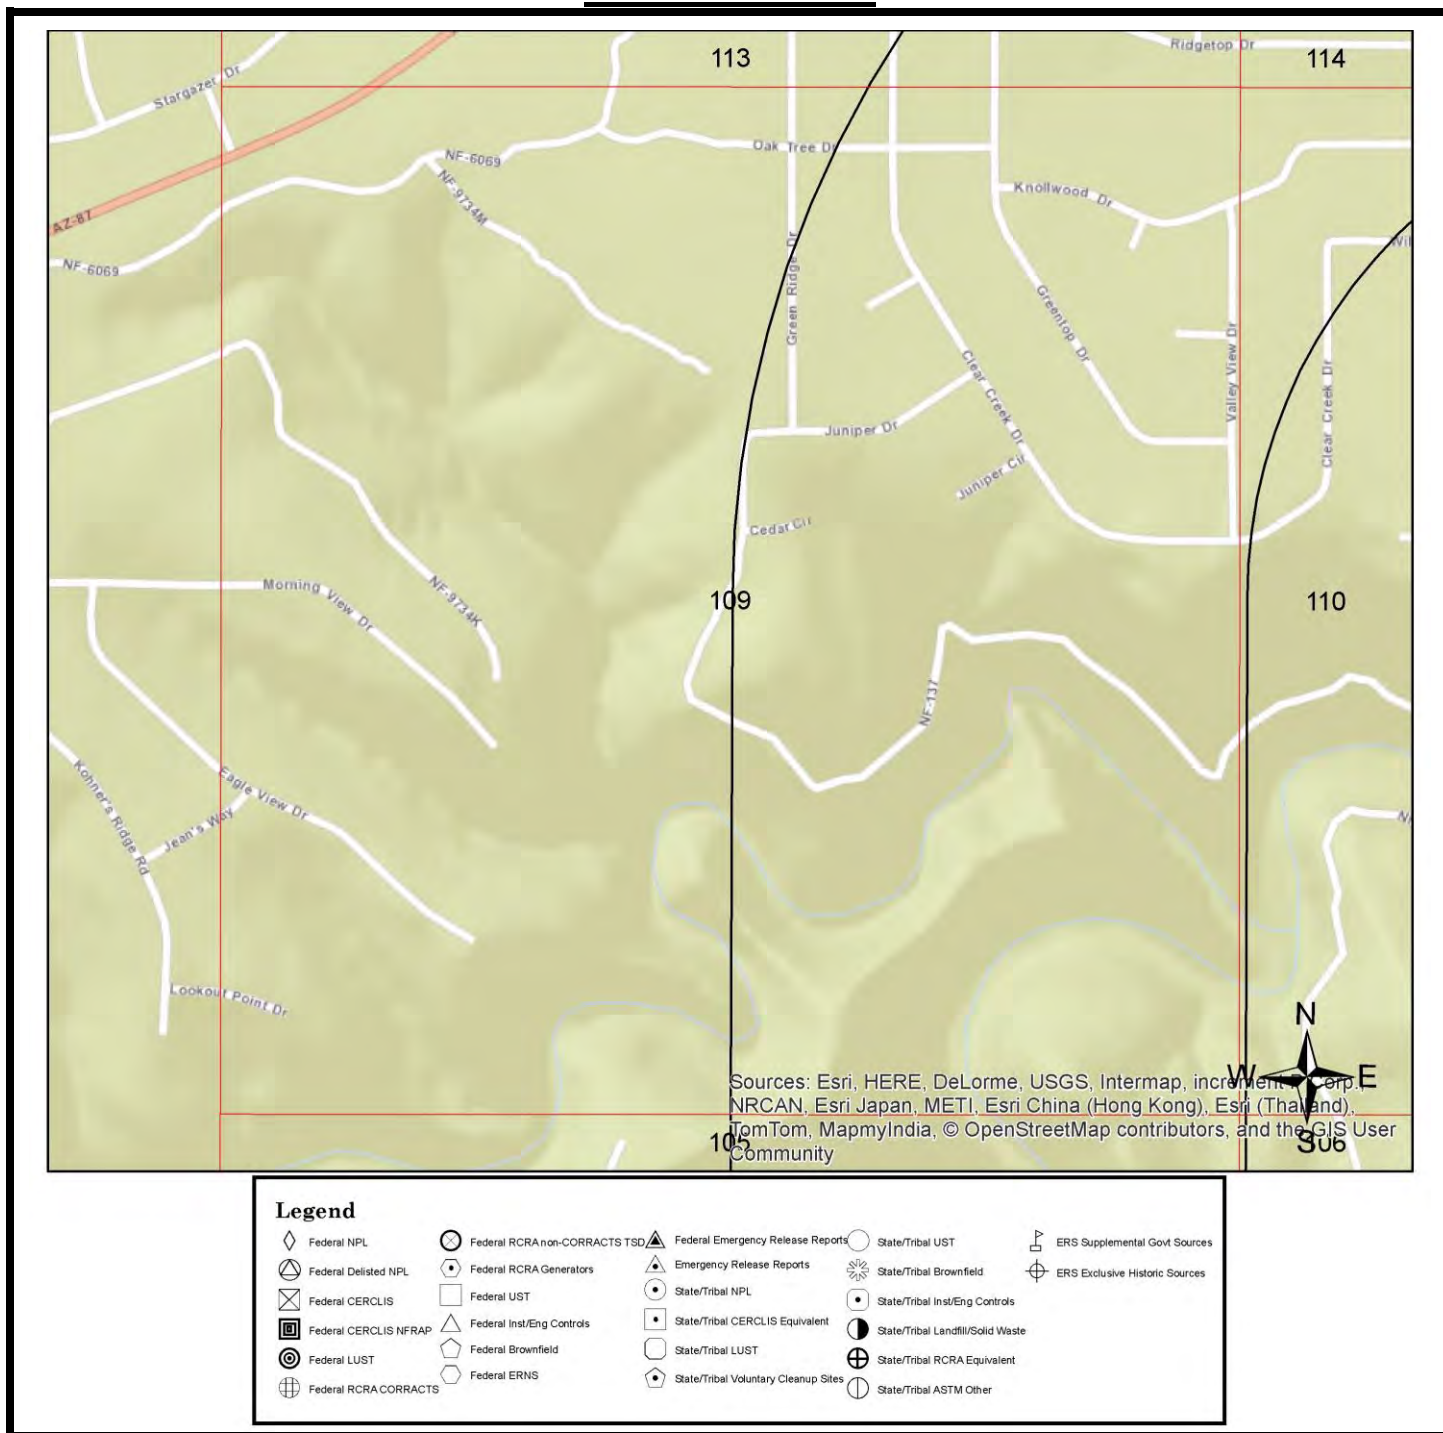 113
114
Ridgetop Dr
Stargazer Dr
Oak Tree Dr
NF-6069
NF-9734M
Knollwood Dr
AZ-87
NF-6069
Green Ridge Dr
Greentop Dr
Clear Creek Dr
Valley View Dr
Clear Creek Dr
Juniper Dr
Juniper Cir
Cedar Cir
Morning View Dr
NF-9734K
109
110
NF-137
Kohner's Ridge Rd
Eagle View Dr
Jean's Way
Lookout Point Dr
N
W
E
S
Sources: Esri, HERE, DeLorme, USGS, Intermap, increment P Corp.,
NRCAN, Esri Japan, METI, Esri China (Hong Kong), Esri (Thailand),
TomTom, MapmyIndia, © OpenStreetMap contributors, and the GIS User
Community
105
Legend
Federal NPL
Federal Delisted NPL
Federal CERCLIS
Federal CERCLIS NFRAP
Federal LUST
Federal RCRA CORRACTS
Federal RCRA non-CORRACTS TSD
Federal RCRA Generators
Federal UST
Federal Inst/Eng Controls
Federal Brownfield
Federal ERNS
Federal Emergency Release Reports
Emergency Release Reports
State/Tribal NPL
State/Tribal CERCLIS Equivalent
State/Tribal LUST
State/Tribal Voluntary Cleanup Sites
State/Tribal UST
State/Tribal Brownfield
State/Tribal Inst/Eng Controls
State/Tribal Landfill/Solid Waste
State/Tribal RCRA Equivalent
State/Tribal ASTM Other
ERS Supplemental Govt Sources
ERS Exclusive Historic Sources